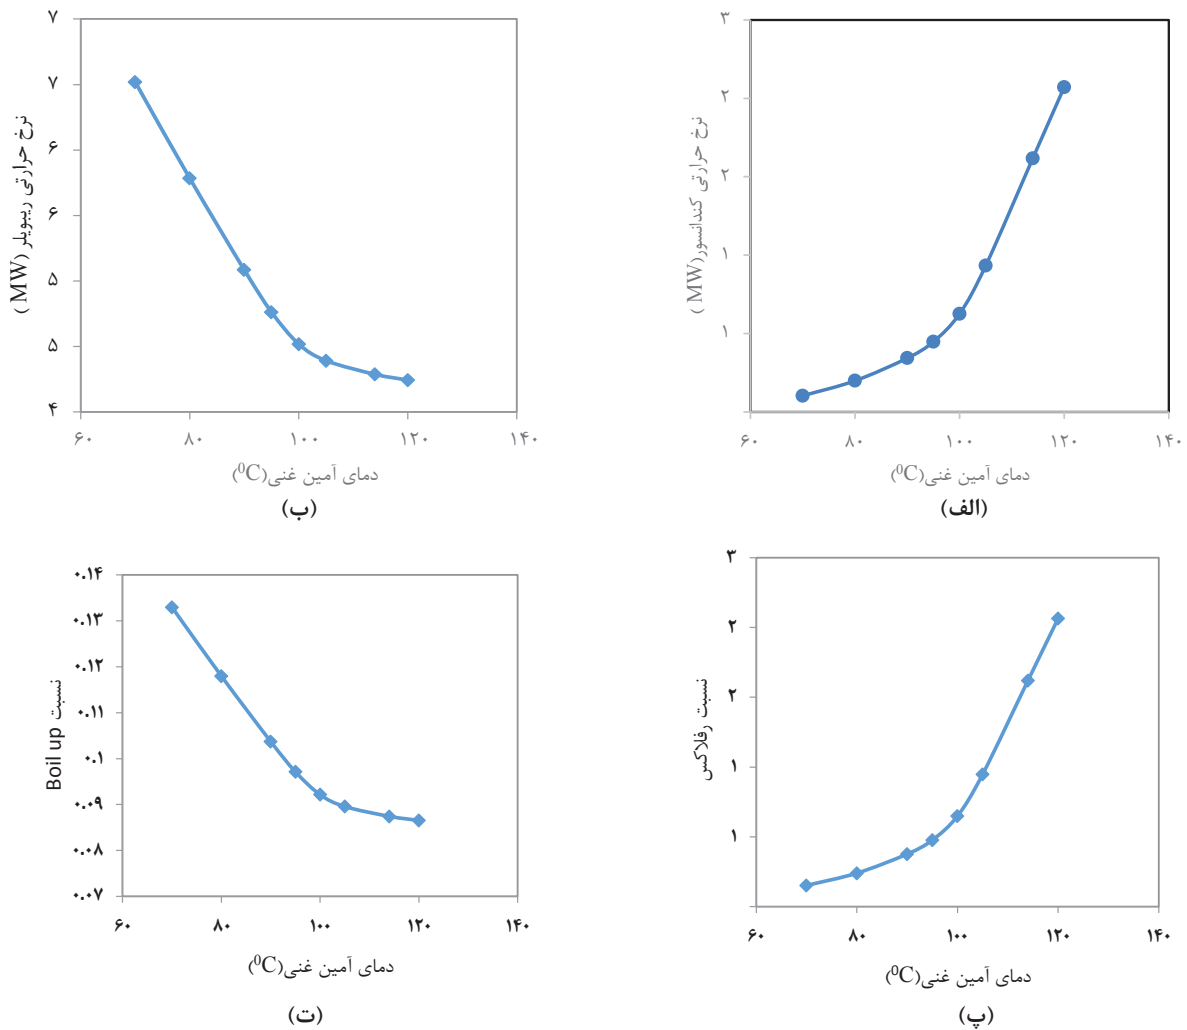 ۳
۲
۲
۱
۱
نرخ حرارتی کندانسور(MW)
۶۰ ۸۰ ۱۰۰ ۱۲۰ ۱۴۰
دمای آمین غنی(⁰C)
(الف)
۷
۷
۶
۶
۵
۵
۴
نرخ حرارتی ریبویلر (MW)
۶۰ ۸۰ ۱۰۰ ۱۲۰ ۱۴۰
دمای آمین غنی(⁰C)
(ب)
۳
۲
۲
۱
۱
نسبت رفلاکس
۶۰ ۸۰ ۱۰۰ ۱۲۰ ۱۴۰
دمای آمین غنی(⁰C)
(پ)
۰.۱۴
۰.۱۳
۰.۱۲
۰.۱۱
۰.۱
۰.۰۹
۰.۰۸
۰.۰۷
نسبت Boil up
۶۰ ۸۰ ۱۰۰ ۱۲۰ ۱۴۰
دمای آمین غنی(⁰C)
(ت)